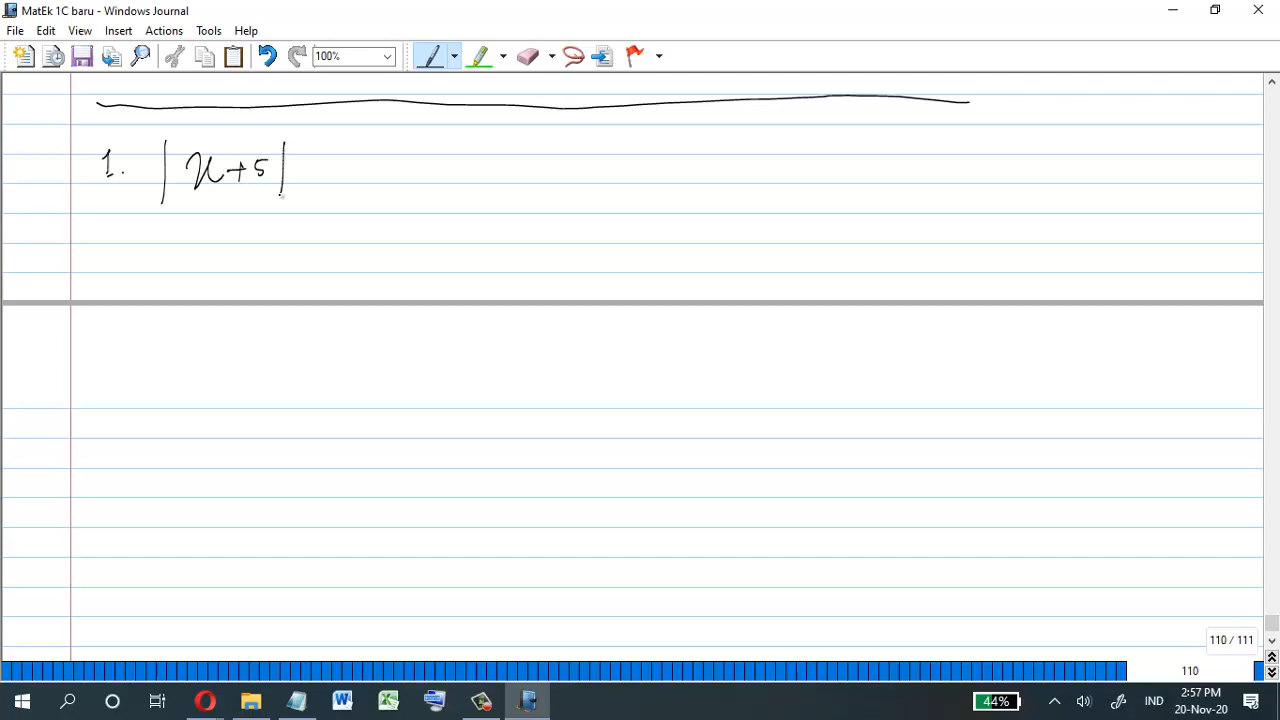 MatEk 1C baru - Windows Journal
File Edit View Insert Actions Tools Help
100%
1. |x+5|
110 / 111
110
44% IND 2:57 PM
20-Nov-20